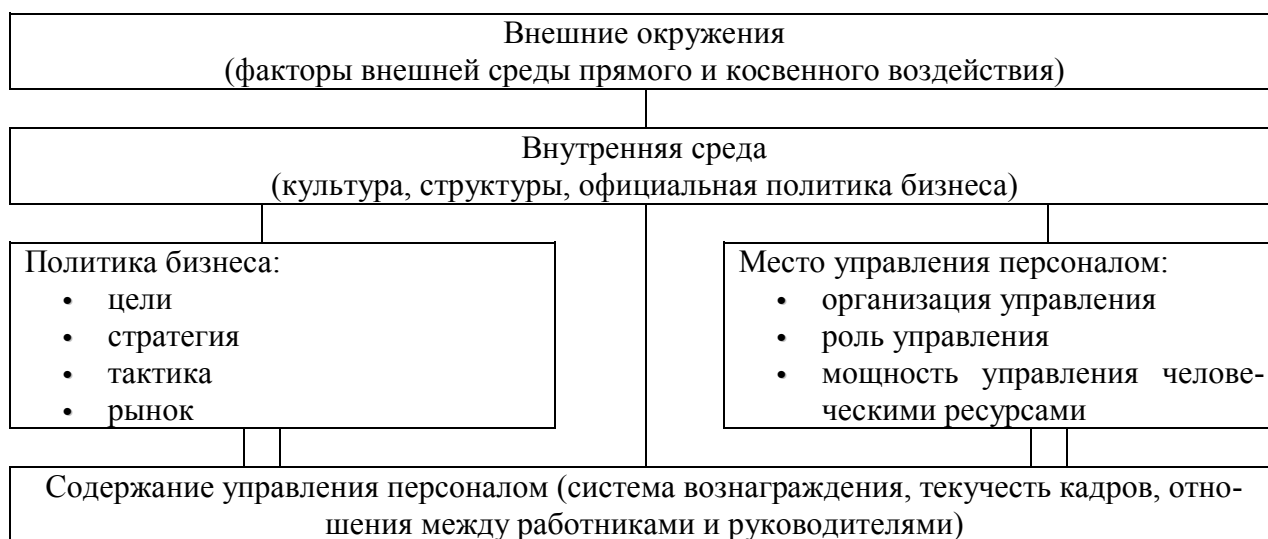 Внешние окружения
(факторы внешней среды прямого и косвенного воздействия)
Внутренняя среда
(культура, структуры, официальная политика бизнеса)
Политика бизнеса:
• цели
• стратегия
• тактика
• рынок
Место управления персоналом:
• организация управления
• роль управления
• мощность управления челове-
ческими ресурсами
Содержание управления персоналом (система вознаграждения, текучесть кадров, отно-
шения между работниками и руководителями)